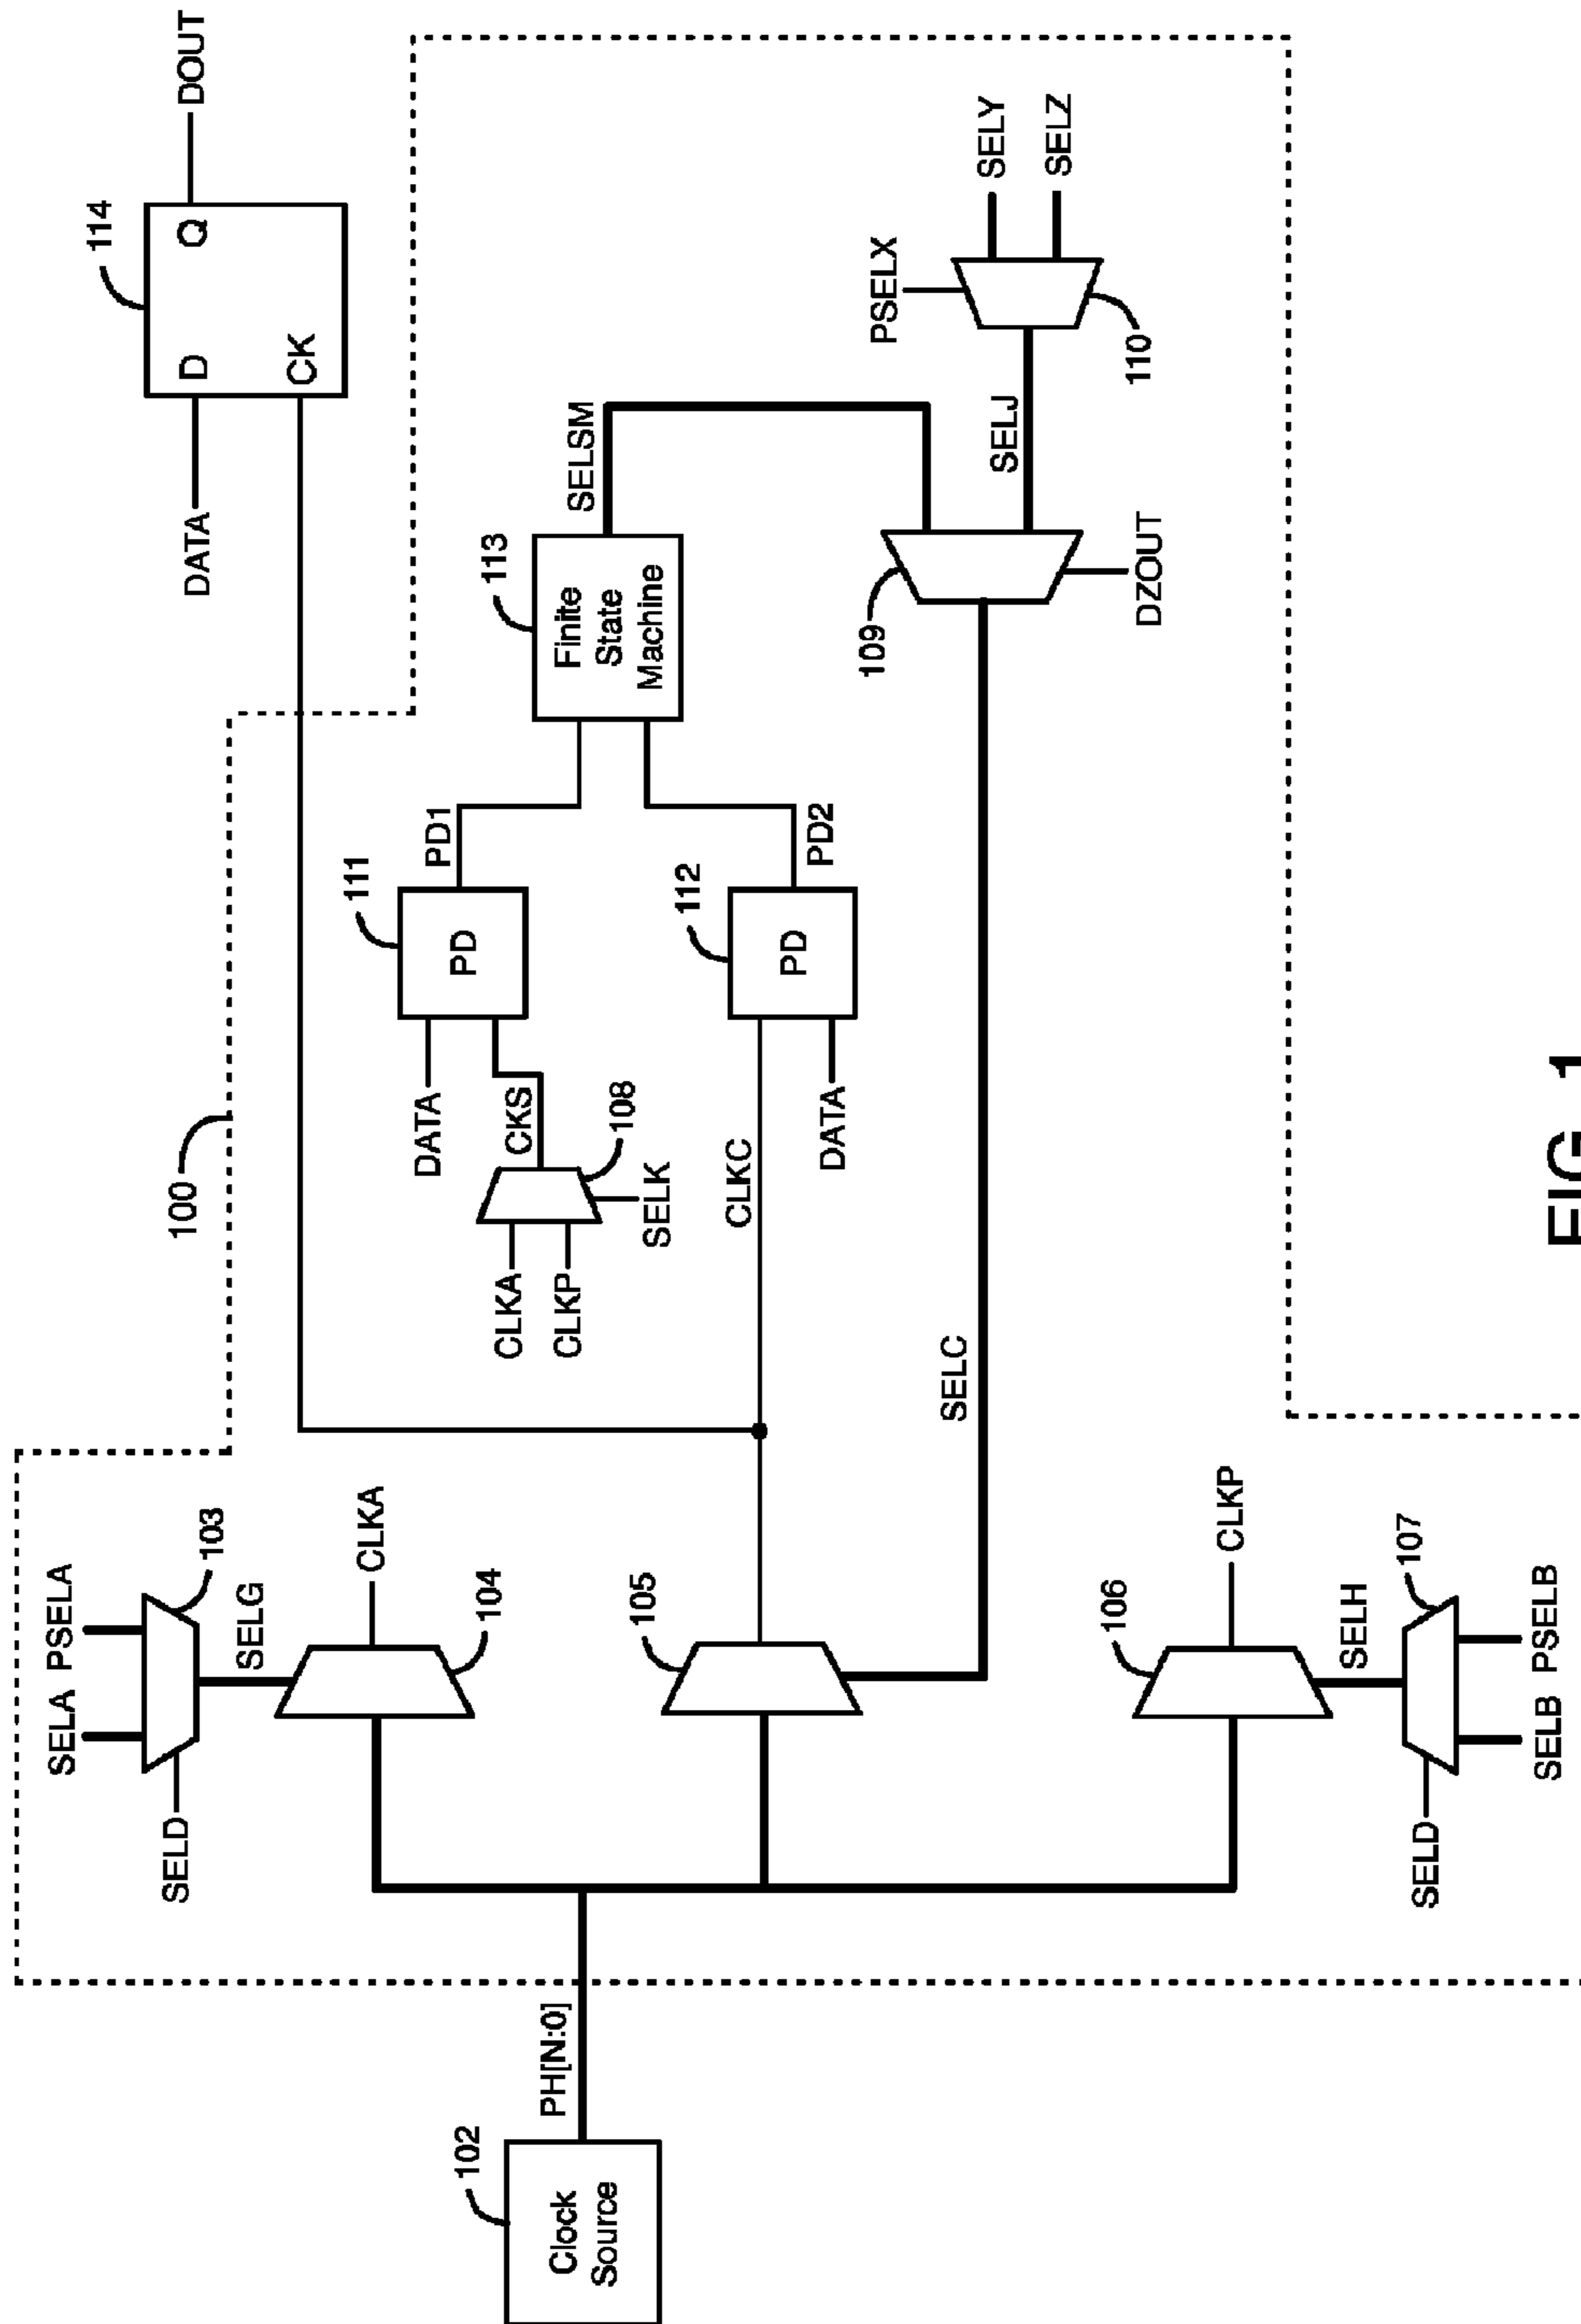 DATA
D
Q
DOUT
CK
114
100
SELA
PSELA
103
SELD
SELG
CLKA
104
102
Clock
Source
PH[N:0]
105
106
CLKP
SELH
107
SELD
SELB
PSELB
DATA
CLKA
CLKP
CKS
108
SELK
PD
111
PD1
CLKC
DATA
PD
112
PD2
Finite
State
Machine
113
SELSM
SELC
109
DZOUT
SELJ
PSELX
110
SELY
SELZ